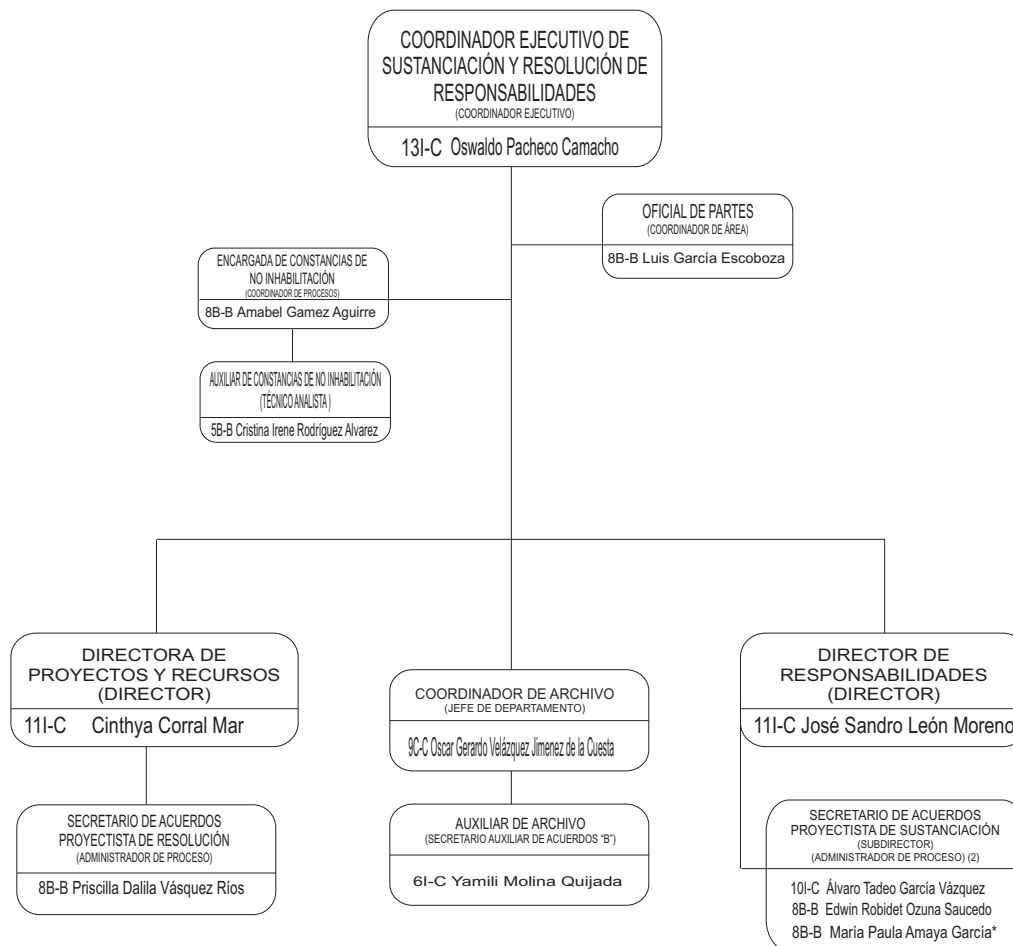 COORDINADOR EJECUTIVO DE
SUSTANCIACIÓN Y RESOLUCIÓN DE
RESPONSABILIDADES
(COORDINADOR EJECUTIVO)
13I-C Oswaldo Pacheco Camacho
OFICIAL DE PARTES
(COORDINADOR DE ÁREA)
8B-B Luis García Escoboza
ENCARGADA DE CONSTANCIAS DE
NO INHABILITACIÓN
(COORDINADOR DE PROCESOS)
8B-B Amabel Gamez Aguirre
AUXILIAR DE CONSTANCIAS DE NO INHABILITACIÓN
(TÉCNICO ANALISTA )
5B-B Cristina Irene Rodríguez Alvarez
DIRECTORA DE
PROYECTOS Y RECURSOS
(DIRECTOR)
11I-C Cinthya Corral Mar
SECRETARIO DE ACUERDOS
PROYECTISTA DE RESOLUCIÓN
(ADMINISTRADOR DE PROCESO)
8B-B Priscilla Dalila Vásquez Ríos
COORDINADOR DE ARCHIVO
(JEFE DE DEPARTAMENTO)
9C-C Oscar Gerardo Velázquez Jimenez de la Cuesta
AUXILIAR DE ARCHIVO
(SECRETARIO AUXILIAR DE ACUERDOS “B”)
6I-C Yamili Molina Quijada
DIRECTOR DE
RESPONSABILIDADES
(DIRECTOR)
11I-C José Sandro León Moreno
SECRETARIO DE ACUERDOS
PROYECTISTA DE SUSTANCIACIÓN
(SUBDIRECTOR)
(ADMINISTRADOR DE PROCESO) (2)
10I-C Álvaro Tadeo García Vázquez
8B-B Edwin Robidet Ozuna Saucedo
8B-B María Paula Amaya García*